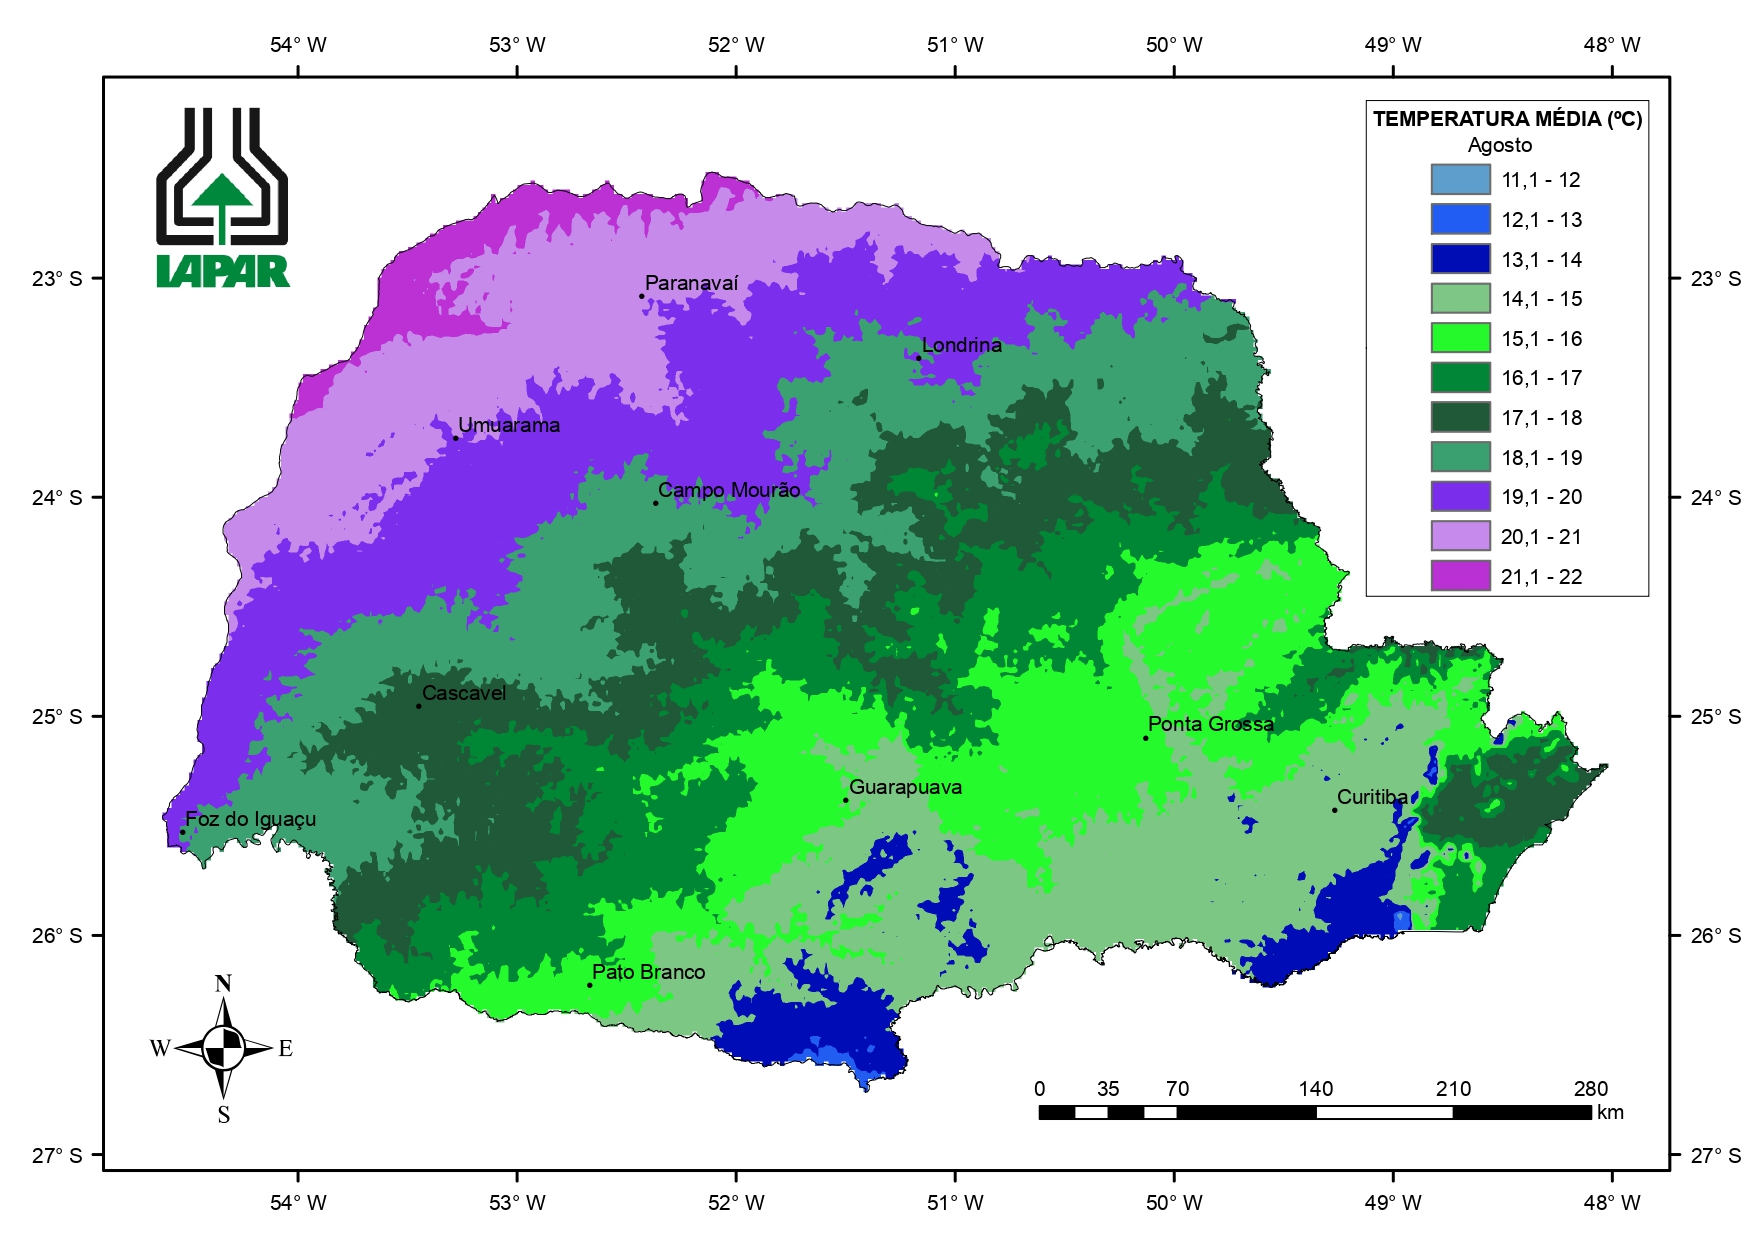 54° W 53° W 52° W 51° W 50° W 49° W 48° W
IAPAR
TEMPERATURA MÉDIA (ºC)
Agosto
11,1 - 12
12,1 - 13
13,1 - 14
14,1 - 15
15,1 - 16
16,1 - 17
17,1 - 18
18,1 - 19
19,1 - 20
20,1 - 21
21,1 - 22
23° S 23° S
Paranavaí
Londrina
Umuarama
24° S 24° S
Campo Mourão
Cascavel
25° S 25° S
Ponta Grossa
Guarapuava
Curitiba
Foz do Iguaçu
26° S 26° S
Pato Branco
N
W E
S
0 35 70 140 210 280
km
27° S 27° S
54° W 53° W 52° W 51° W 50° W 49° W 48° W